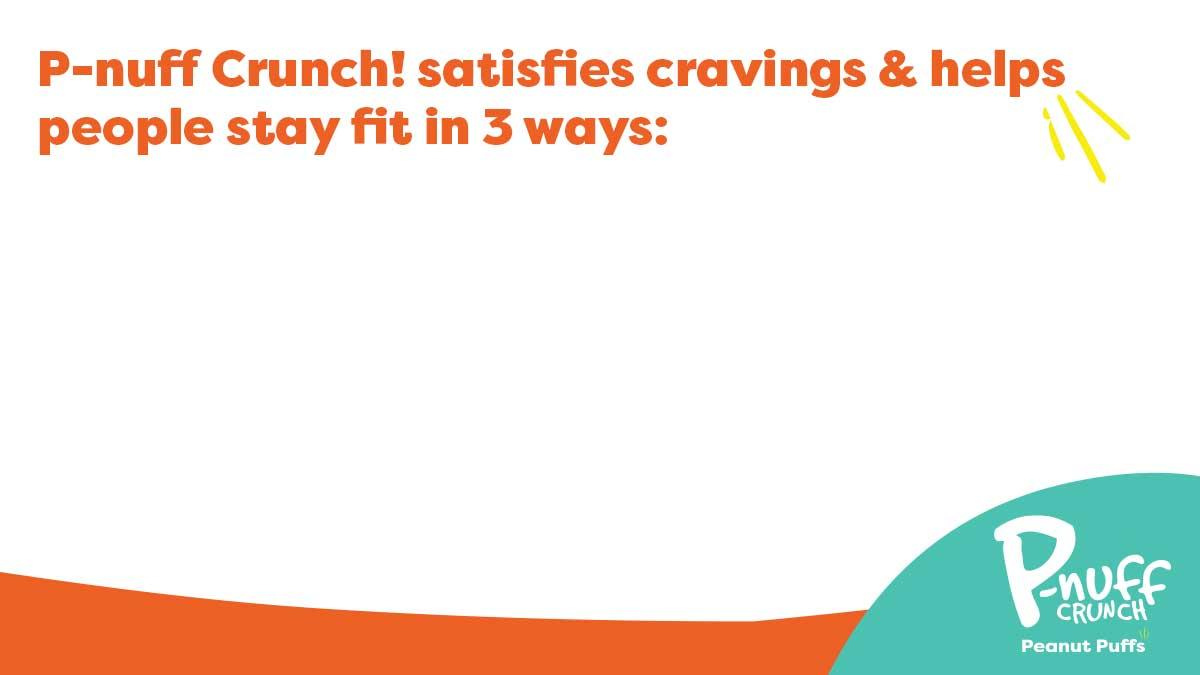 P-nuff Crunch! satisfies cravings & helps
people stay fit in 3 ways:
P-nuff
CRUNCH
Peanut Puffs